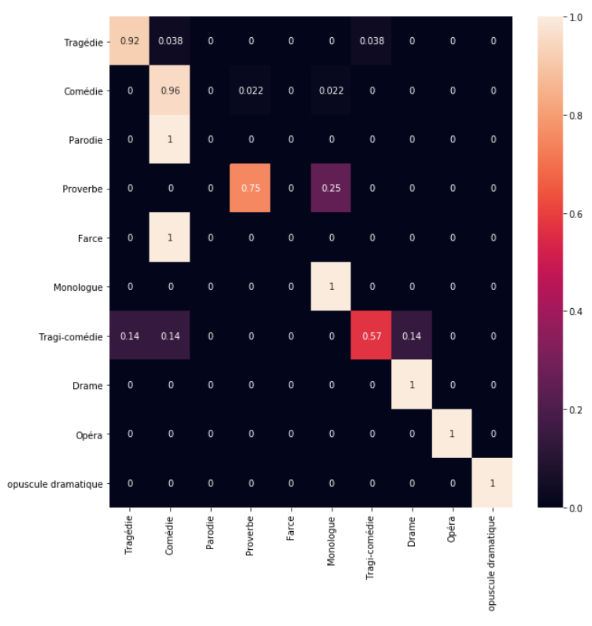 Tragédie 0.92 0.038 0 0 0 0 0.038 0 0 0
Comédie 0 0.96 0 0.022 0 0.022 0 0 0 0
Parodie 0 1 0 0 0 0 0 0 0 0
Proverbe 0 0 0 0.75 0 0.25 0 0 0 0
Farce 0 1 0 0 0 0 0 0 0 0
Monologue 0 0 0 0 0 1 0 0 0 0
Tragi-comédie 0.14 0.14 0 0 0 0 0.57 0.14 0 0
Drame 0 0 0 0 0 0 0 1 0 0
Opéra 0 0 0 0 0 0 0 0 1 0
opuscule dramatique 0 0 0 0 0 0 0 0 0 1
Tragédie
Comédie
Parodie
Proverbe
Farce
Monologue
Tragi-comédie
Drame
Opéra
opuscule dramatique
1.0
0.8
0.6
0.4
0.2
0.0